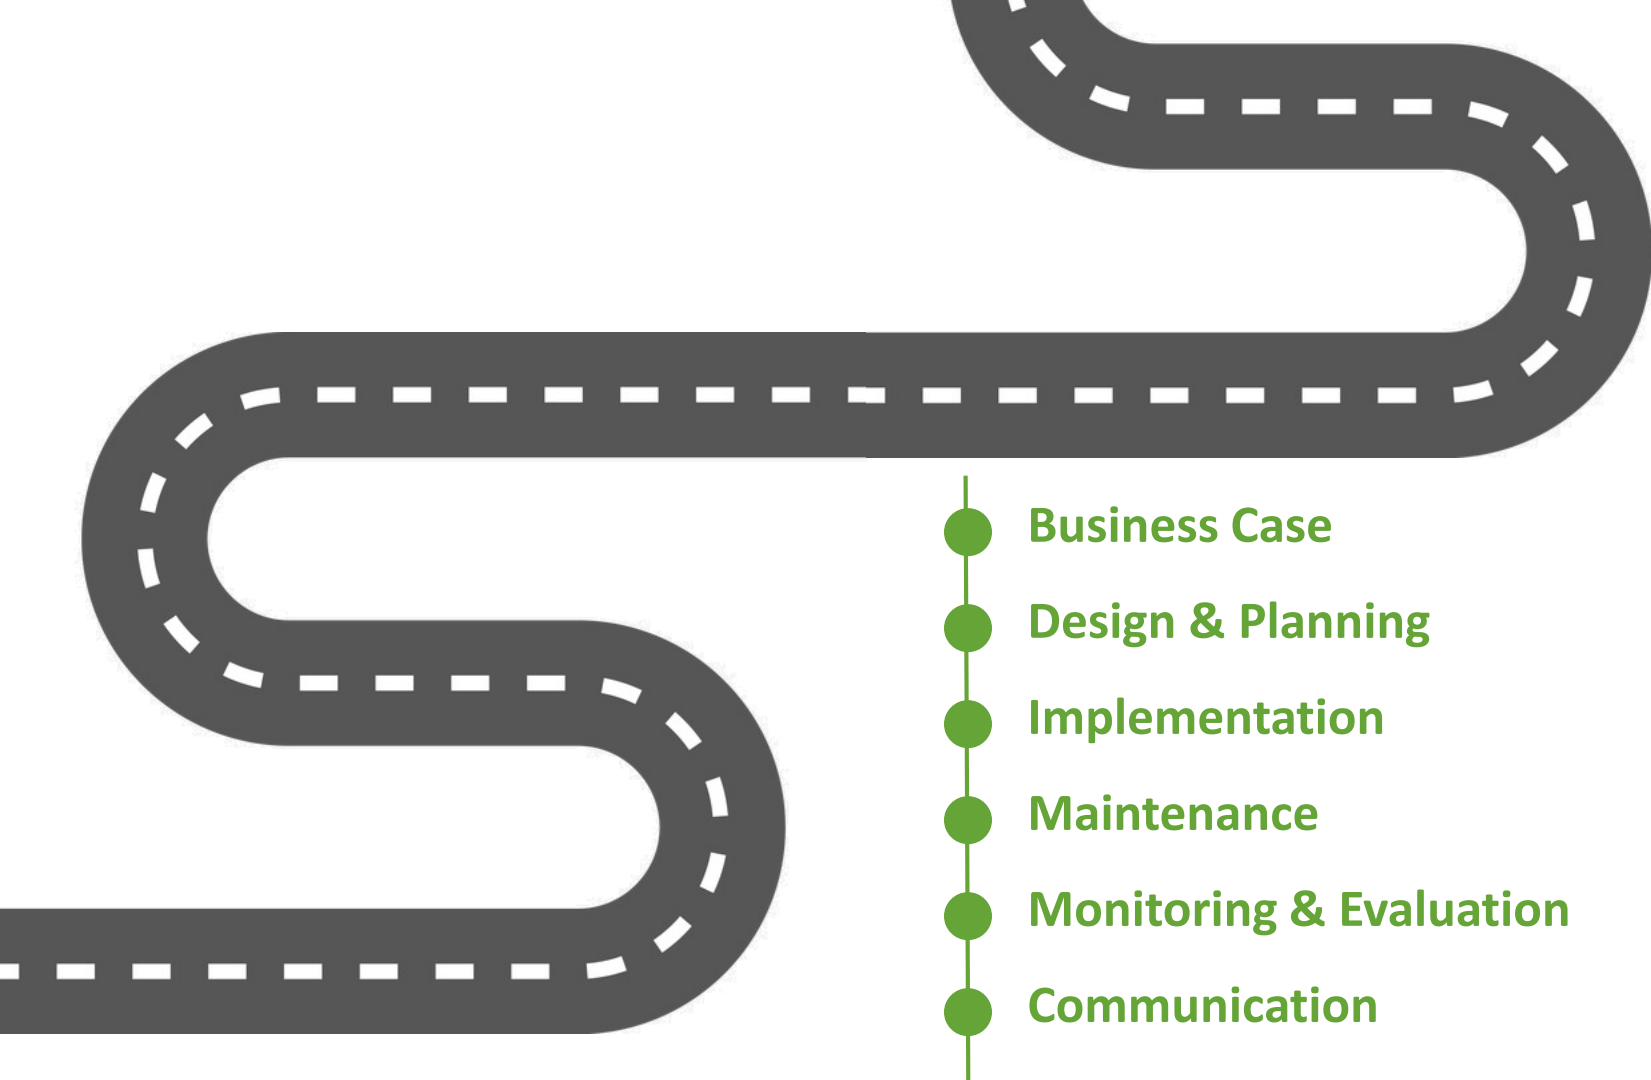 Business Case
Design & Planning
Implementation
Maintenance
Monitoring & Evaluation
Communication